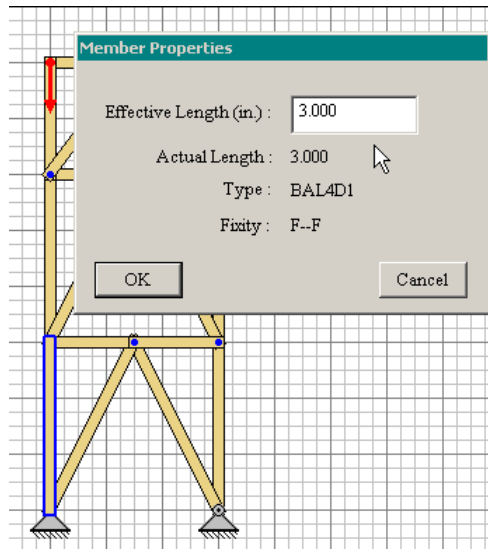 Member Properties
Effective Length (in.) : 3.000
Actual Length : 3.000
Type : BAL4D1
Fixity : F--F
OK Cancel